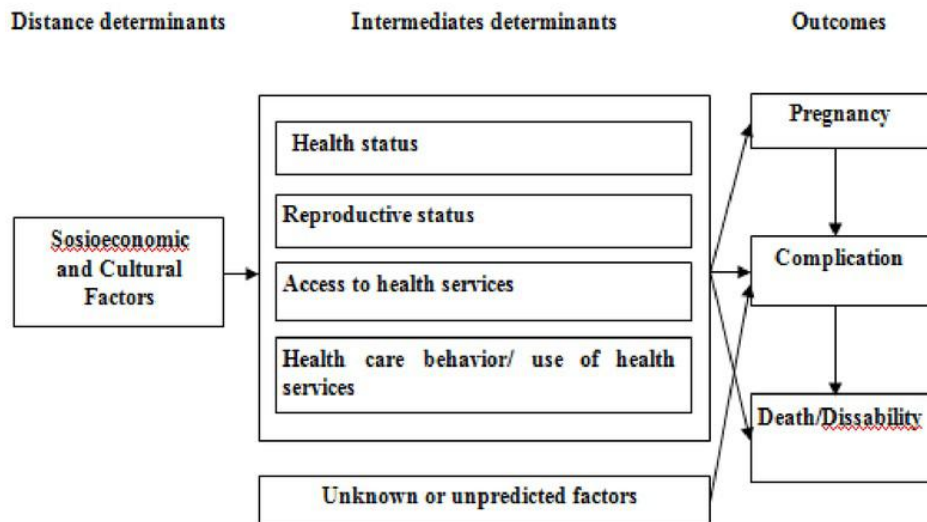 Distance determinants
Intermediates determinants
Outcomes
Sosioeconomic
and Cultural
Factors
Health status
Reproductive status
Access to health services
Health care behavior/ use of health
services
Unknown or unpredicted factors
Pregnancy
Complication
Death/Dissability